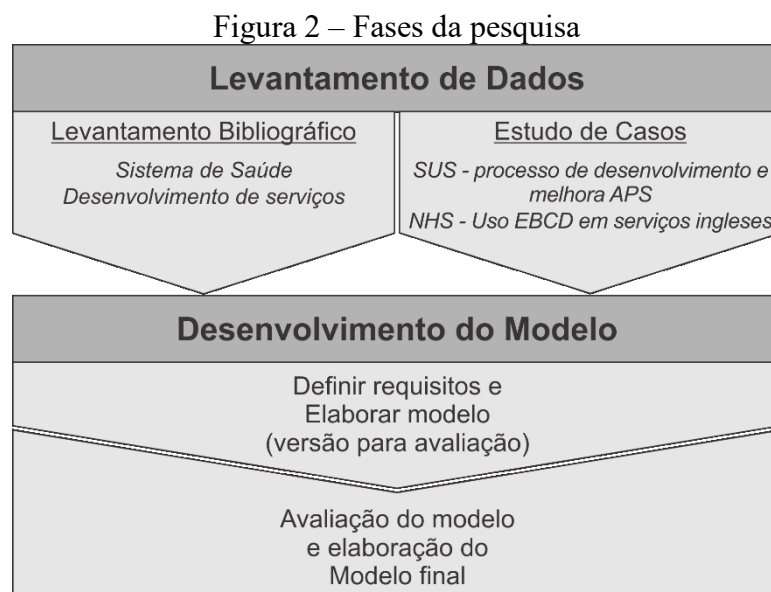 Figura 2 – Fases da pesquisa
Levantamento de Dados
Levantamento Bibliográfico
Sistema de Saúde
Desenvolvimento de serviços
Estudo de Casos
SUS - processo de desenvolvimento e
melhora APS
NHS - Uso EBCD em serviços ingleses
Desenvolvimento do Modelo
Definir requisitos e
Elaborar modelo
(versão para avaliação)
Avaliação do modelo
e elaboração do
Modelo final